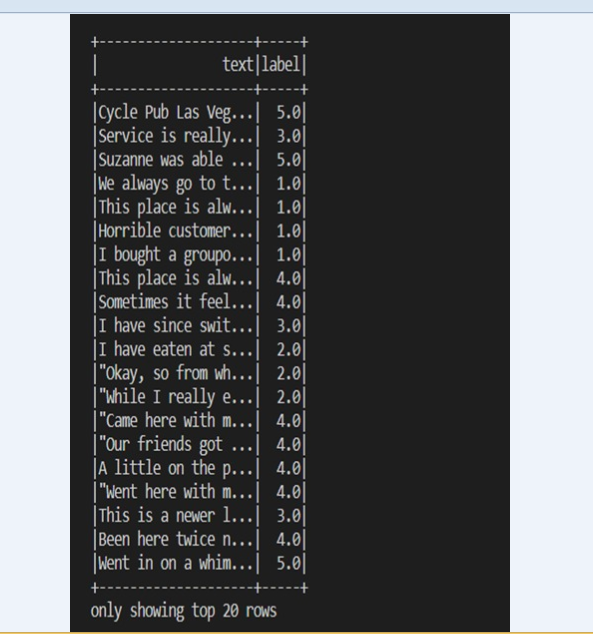 +--------------------+-----+
|                text|label|
+--------------------+-----+
|Cycle Pub Las Veg...|  5.0|
|Service is really...|  3.0|
|Suzanne was able ...|  5.0|
|We always go to t...|  1.0|
|This place is alw...|  1.0|
|Horrible customer...|  1.0|
|I bought a groupo...|  1.0|
|This place is alw...|  4.0|
|Sometimes it feel...|  4.0|
|I have since swit...|  3.0|
|I have eaten at s...|  2.0|
|"Okay, so from wh...|  2.0|
|"While I really e...|  2.0|
|"Came here with m...|  4.0|
|"Our friends got ...|  4.0|
|A little on the p...|  4.0|
|"Went here with m...|  4.0|
|This is a newer l...|  3.0|
|Been here twice n...|  4.0|
|Went in on a whim...|  5.0|
+--------------------+-----+
only showing top 20 rows